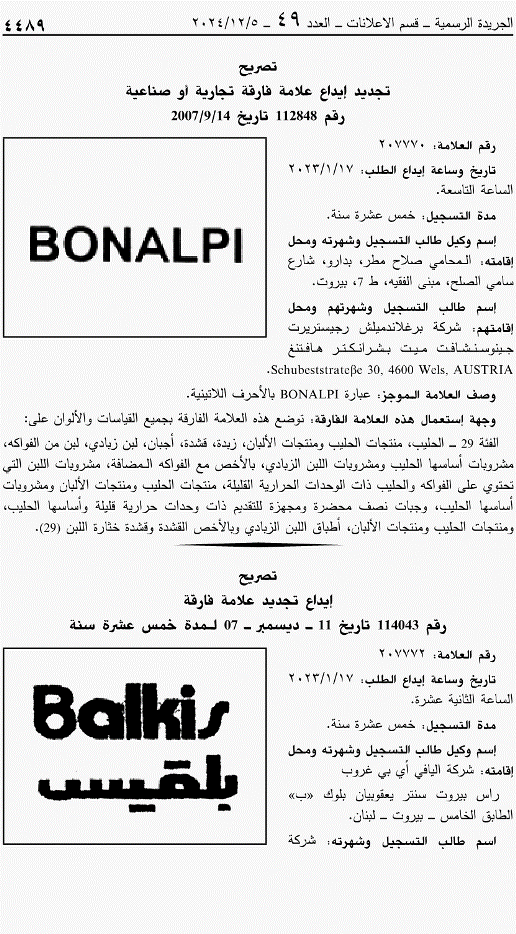 الجريدة الرسمية ـ قسم الاعلانات ـ العدد ٤٩ ـ ٢٠٢٤/١٢/٥
٤٤٨٩
تصريح
تجديد إيداع علامة فارقة تجارية أو صناعية
رقم 112848 تاريخ 2007/9/14
BONALPI
رقم العلامة: ٢٠٧٧٧٠
تاريخ وساعة إيداع الطلب: ٢٠٢٣/١/١٧
الساعة التاسعة.
مدة التسجيل: خمس عشرة سنة.
إسم وكيل طالب التسجيل وشهرته ومحل
إقامته: الـمحامي صلاح مطر، بدارو، شارع
سامي الصلح، مبنى الفقيه، ط 7، بيروت.
إسم طالب التسجيل وشهرتهم ومحل
إقامتهم: شركة برغلاندميلش رجيستريرت
جينوسنشافت ميت بشرانكتر هافتنغ
Schubeststrateβe 30, 4600 Wels, AUSTRIA.
وصف العلامة الـموجز: عبارة BONALPI بالأحرف اللاتينية.
وجهة إستعمال هذه العلامة الفارقة: توضع هذه العلامة الفارقة بجميع القياسات والألوان على:
الفئة 29 ـ الحليب، منتجات الحليب ومنتجات الألبان، زبدة، قشدة، أجبان، لبن زبادي، لبن من الفواكه،
مشروبات أساسها الحليب ومشروبات اللبن الزبادي، بالأخص مع الفواكه الـمضافة، مشروبات اللبن التي
تحتوي على الفواكه والحليب ذات الوحدات الحرارية القليلة، منتجات الحليب ومنتجات الألبان ومشروبات
أساسها الحليب، وجبات نصف محضرة ومجهزة للتقديم ذات وحدات حرارية قليلة وأساسها الحليب،
ومنتجات الحليب ومنتجات الألبان، أطباق اللبن الزبادي وبالأخص القشدة وقشدة خثارة اللبن (29).
تصريح
إيداع تجديد علامة فارقة
رقم 114043 تاريخ 11 ـ ديسمبر ـ 07 لـمدة خمس عشرة سنة
Balkis
بلقيس
رقم العلامة: ٢٠٧٧٧٢
تاريخ وساعة إيداع الطلب: ٢٠٢٣/١/١٧
الساعة الثانية عشرة.
مدة التسجيل: خمس عشرة سنة.
إسم وكيل طالب التسجيل وشهرته ومحل
إقامته: شركة اليافي أي بي غروب
راس بيروت سنتر يعقوبيان بلوك «ب»
الطابق الخامس ـ بيروت ـ لبنان.
اسم طالب التسجيل وشهرته: شركة